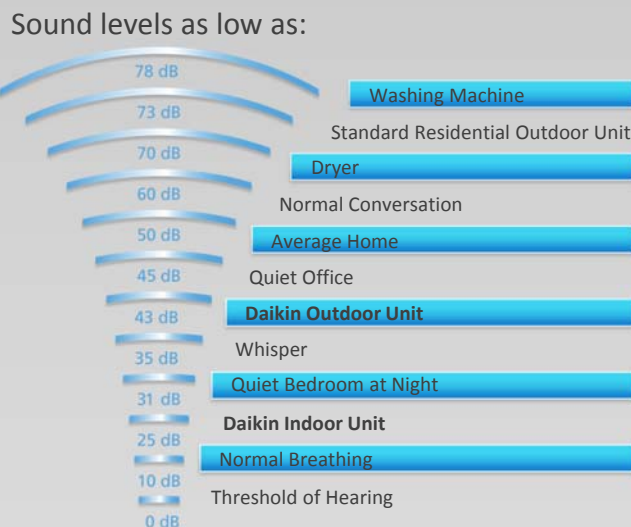 Sound levels as low as:
78 dB
Washing Machine
73 dB
Standard Residential Outdoor Unit
70 dB
Dryer
60 dB
Normal Conversation
50 dB
Average Home
45 dB
Quiet Office
43 dB
Daikin Outdoor Unit
35 dB
Whisper
31 dB
Quiet Bedroom at Night
25 dB
Daikin Indoor Unit
10 dB
Normal Breathing
0 dB
Threshold of Hearing